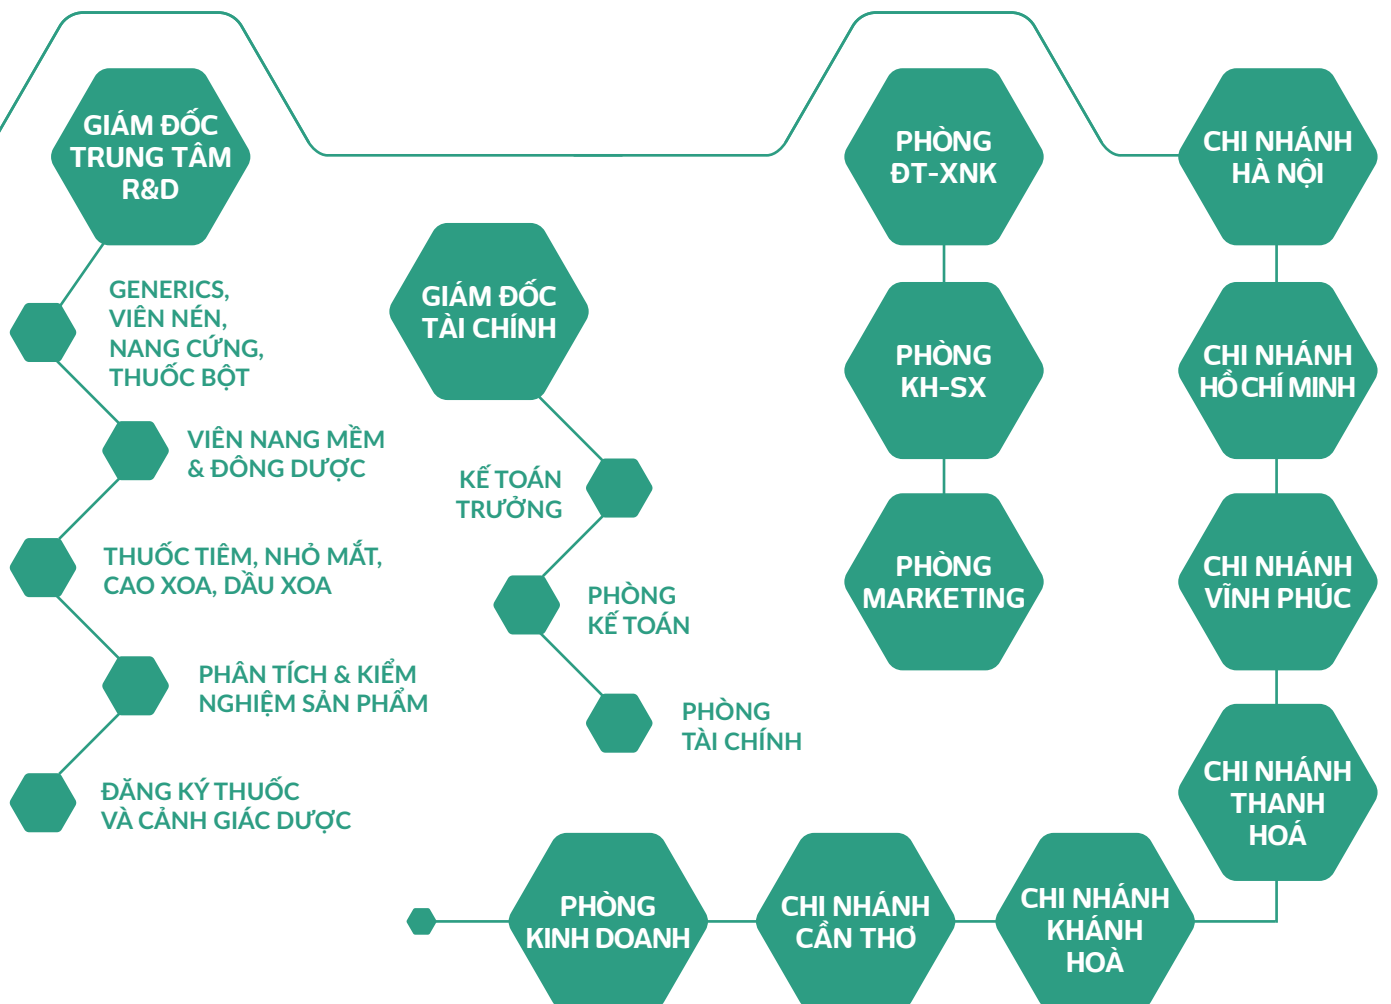 GIÁM ĐỐC
TRUNG TÂM
R&D
GENERICS,
VIÊN NÉN,
NANG CỨNG,
THUỐC BỘT
VIÊN NANG MỀM
& ĐÔNG DƯỢC
THUỐC TIÊM, NHỎ MẮT,
CAO XOA, DẦU XOA
PHÂN TÍCH & KIỂM
NGHIỆM SẢN PHẨM
ĐĂNG KÝ THUỐC
VÀ CẢNH GIÁC DƯỢC
GIÁM ĐỐC
TÀI CHÍNH
KẾ TOÁN
TRƯỞNG
PHÒNG
KẾ TOÁN
PHÒNG
TÀI CHÍNH
PHÒNG
ĐT-XNK
PHÒNG
KH-SX
PHÒNG
MARKETING
CHI NHÁNH
HÀ NỘI
CHI NHÁNH
HỒ CHÍ MINH
CHI NHÁNH
VĨNH PHÚC
CHI NHÁNH
THANH
HOÁ
CHI NHÁNH
KHÁNH
HOÀ
CHI NHÁNH
CẦN THƠ
PHÒNG
KINH DOANH